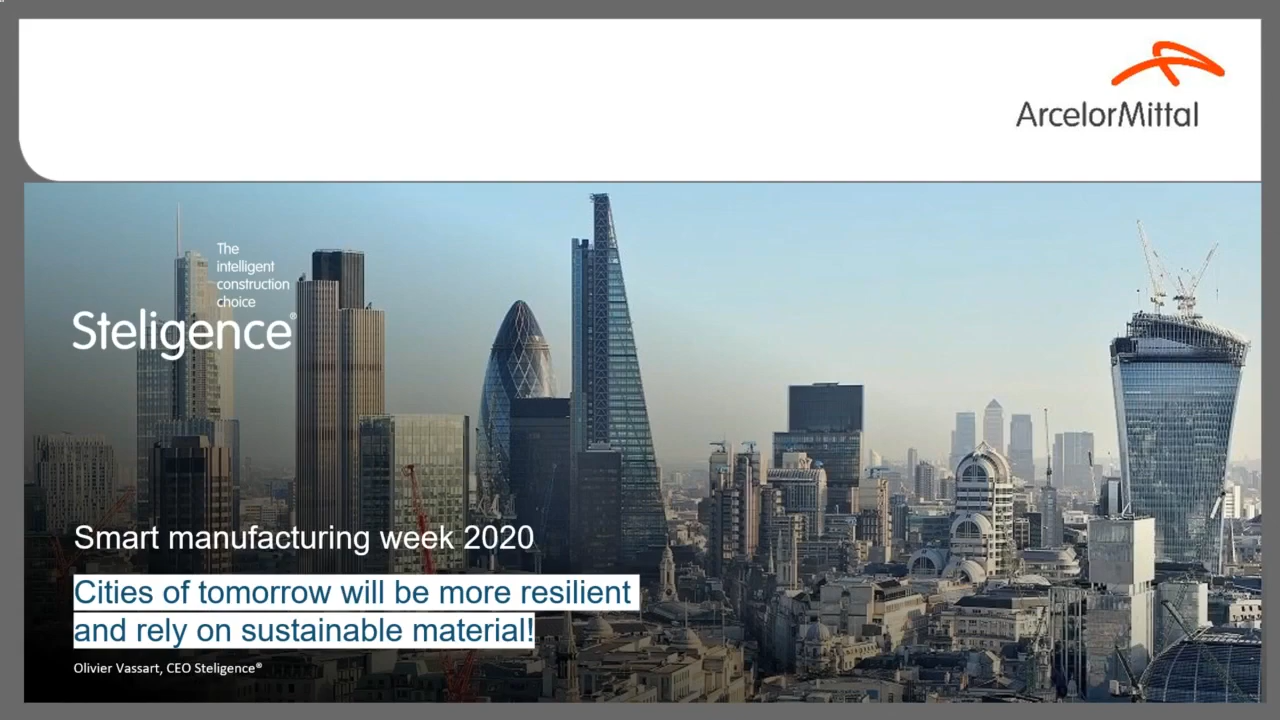 ArcelorMittal
The
intelligent
construction
choice
Steligence®
Smart manufacturing week 2020
Cities of tomorrow will be more resilient
and rely on sustainable material!
Olivier Vassart, CEO Steligence®